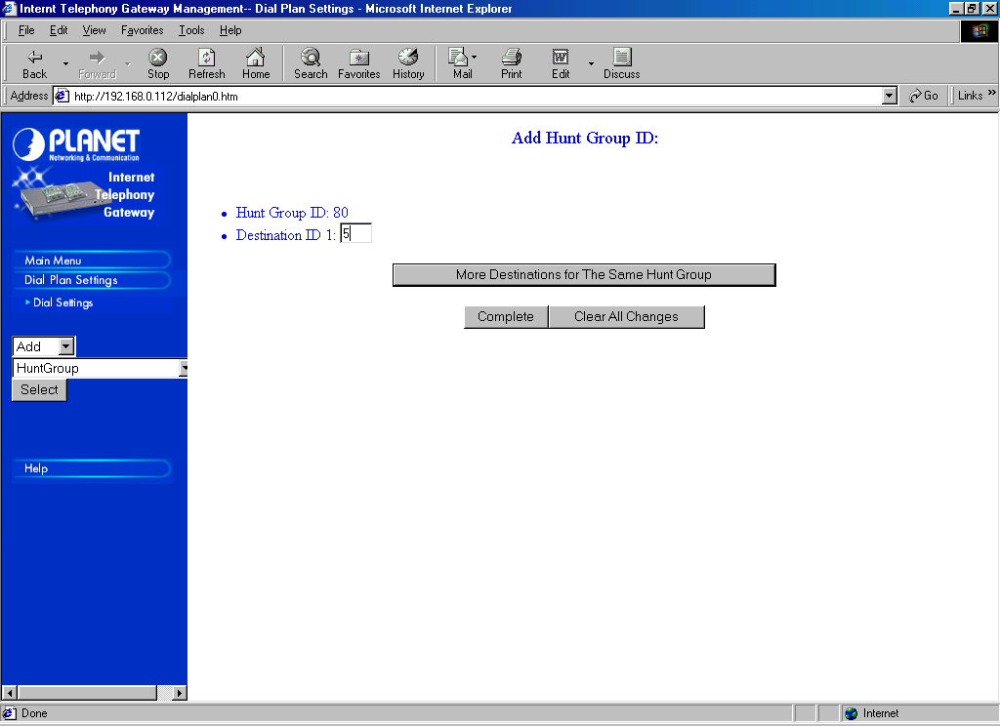 Internt Telephony Gateway Management-- Dial Plan Settings - Microsoft Internet Explorer
File Edit View Favorites Tools Help
Back Forward Stop Refresh Home Search Favorites History Mail Print Edit Discuss
Address http://192.168.0.112/dialplan0.htm Go Links »
PLANET
Networking & Communication
Internet
Telephony
Gateway
Main Menu
Dial Plan Settings
Dial Settings
Add
HuntGroup
Select
Help
Add Hunt Group ID:
Hunt Group ID: 80
Destination ID 1: 5
More Destinations for The Same Hunt Group
Complete Clear All Changes
Done Internet